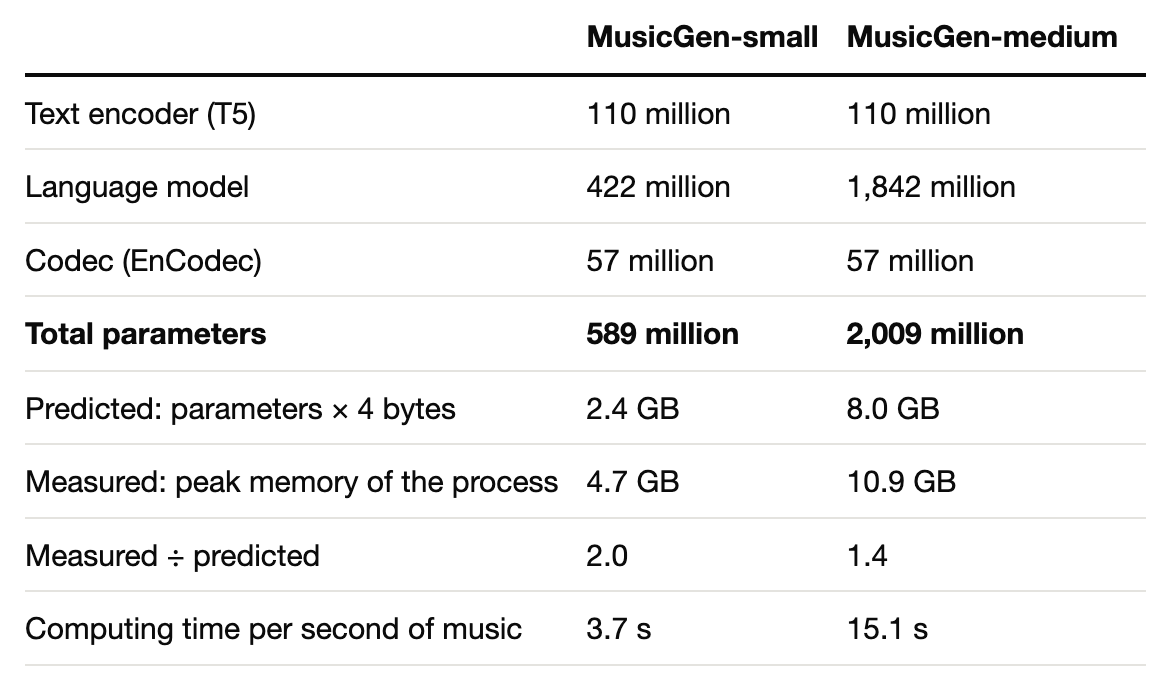 MusicGen-small MusicGen-medium
Text encoder (T5) 110 million 110 million
Language model 422 million 1,842 million
Codec (EnCodec) 57 million 57 million
Total parameters 589 million 2,009 million
Predicted: parameters × 4 bytes 2.4 GB 8.0 GB
Measured: peak memory of the process 4.7 GB 10.9 GB
Measured ÷ predicted 2.0 1.4
Computing time per second of music 3.7 s 15.1 s